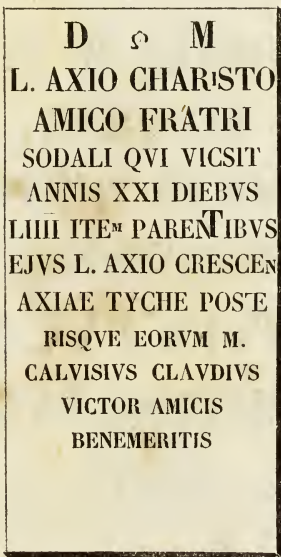 D M
L. AXIO CHARISTO
AMICO FRÁTRI
SODALI QVI VICSIT
ANNIS XXI DIEBVS
LIIII ITEM PARENTIBVS
EJVS L. AXIO CRESCEN
AXIAE TYCHE POSTE
RISQVE EORVM M.
CALVISIVS CLAVDIVS
VICTOR AMICIS
BENEMERITIS